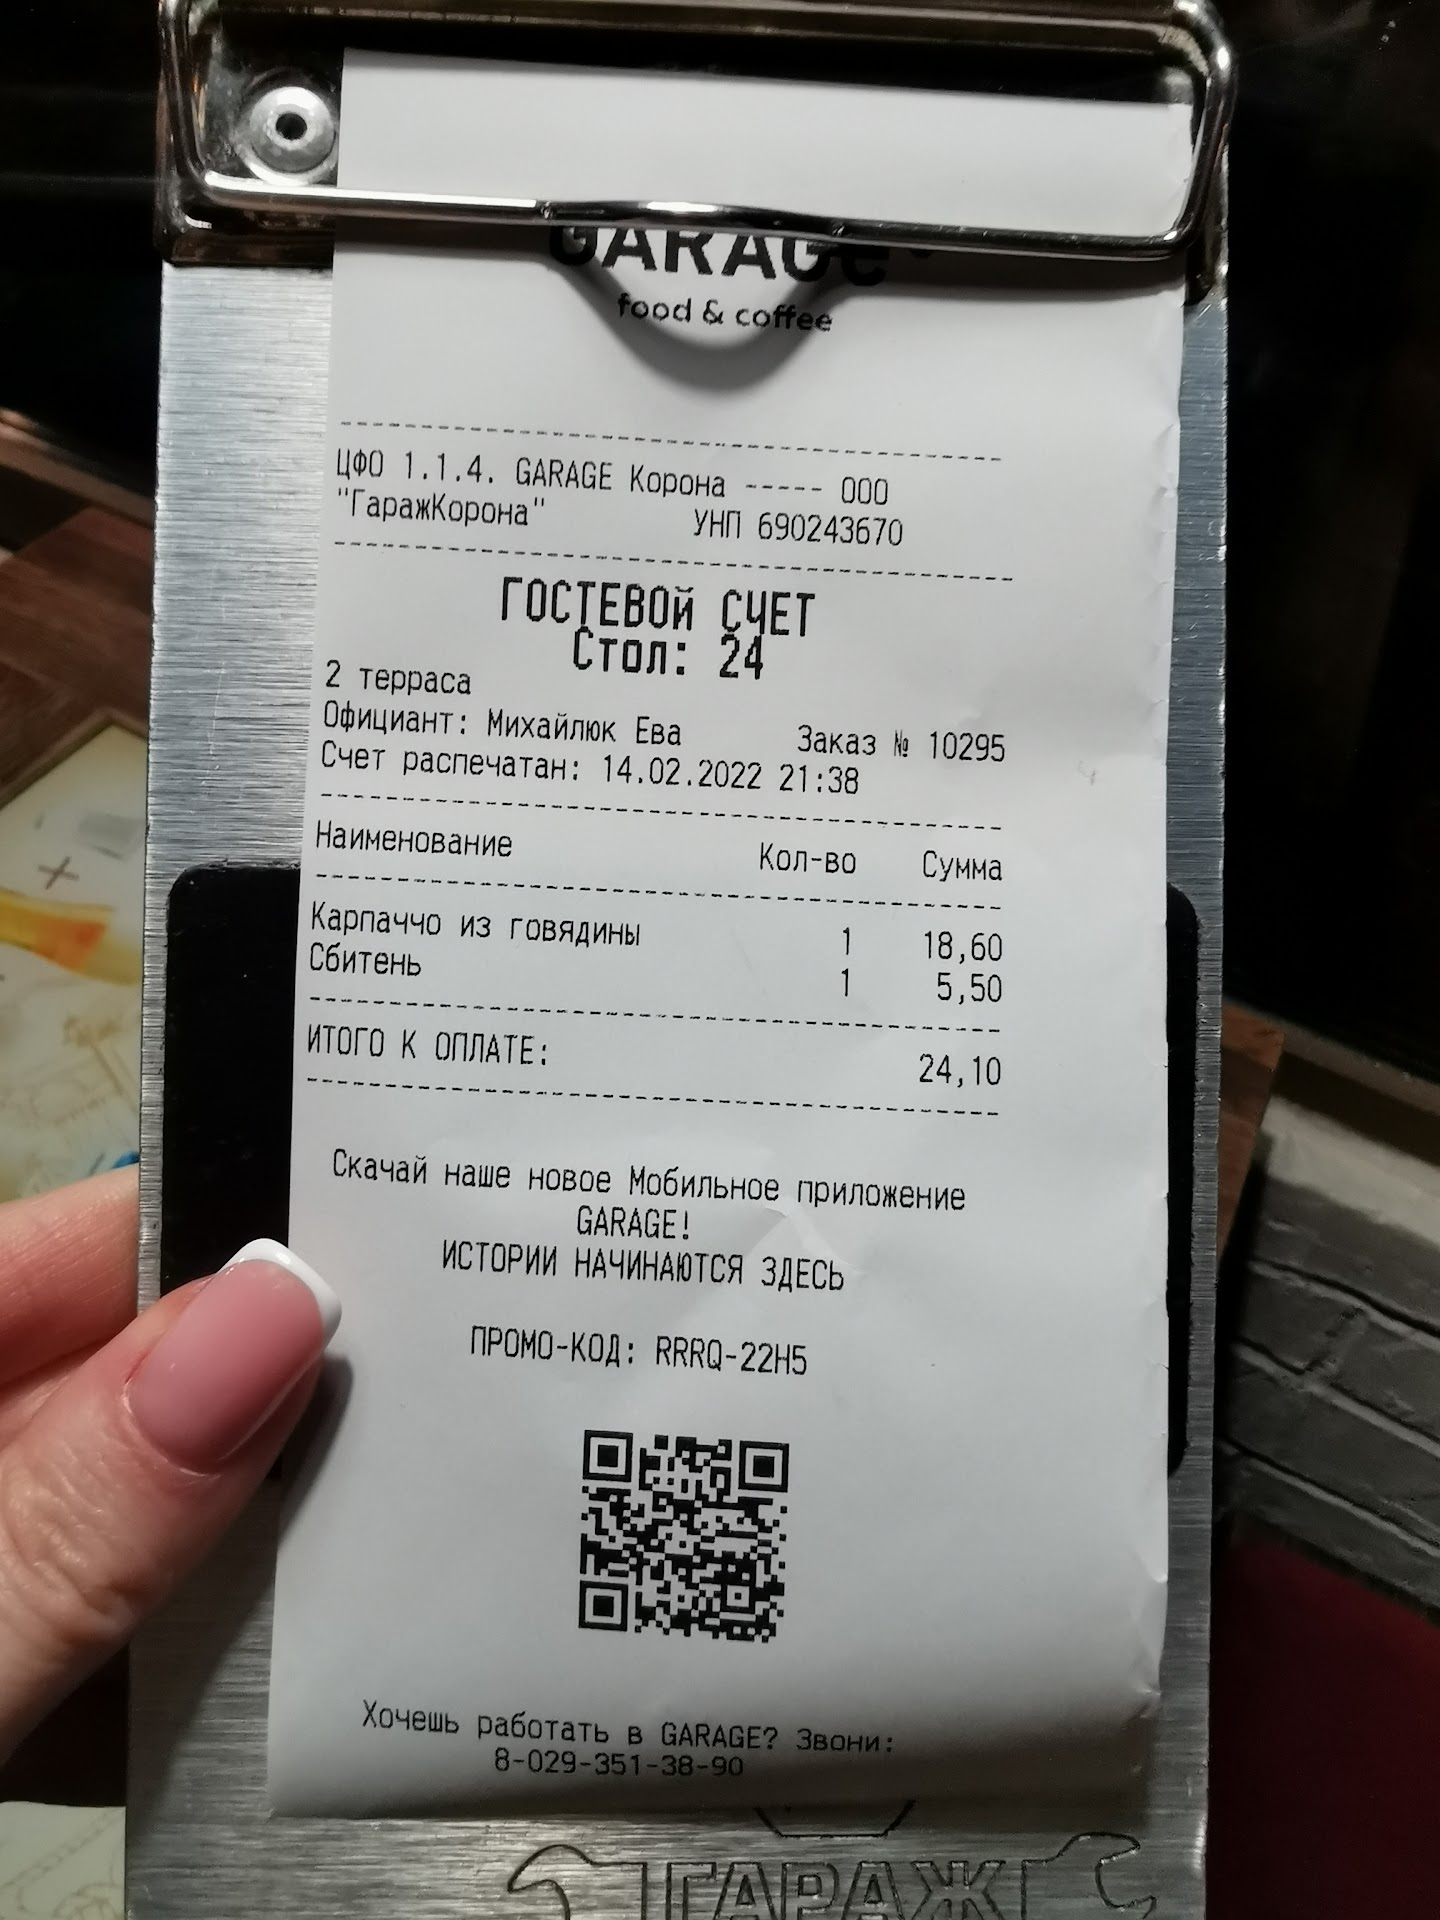 GARAGe
food & coffee
ЦФО 1.1.4. GARAGE Корона ----- ООО
"ГаражКорона" УНП 690243670
ГОСТЕВОЙ СЧЕТ
Стол: 24
2 терраса
Официант: Михайлюк Ева Заказ № 10295
Счет распечатан: 14.02.2022 21:38
Наименование Кол-во Сумма
Карпаччо из говядины 1 18,60
Сбитень 1 5,50
ИТОГО К ОПЛАТЕ: 24,10
Скачай наше новое Мобильное приложение
GARAGE!
ИСТОРИИ НАЧИНАЮТСЯ ЗДЕСЬ
ПРОМО-КОД: RRRQ-22H5
Хочешь работать в GARAGE? Звони:
8-029-351-38-90
ГАРАЖ